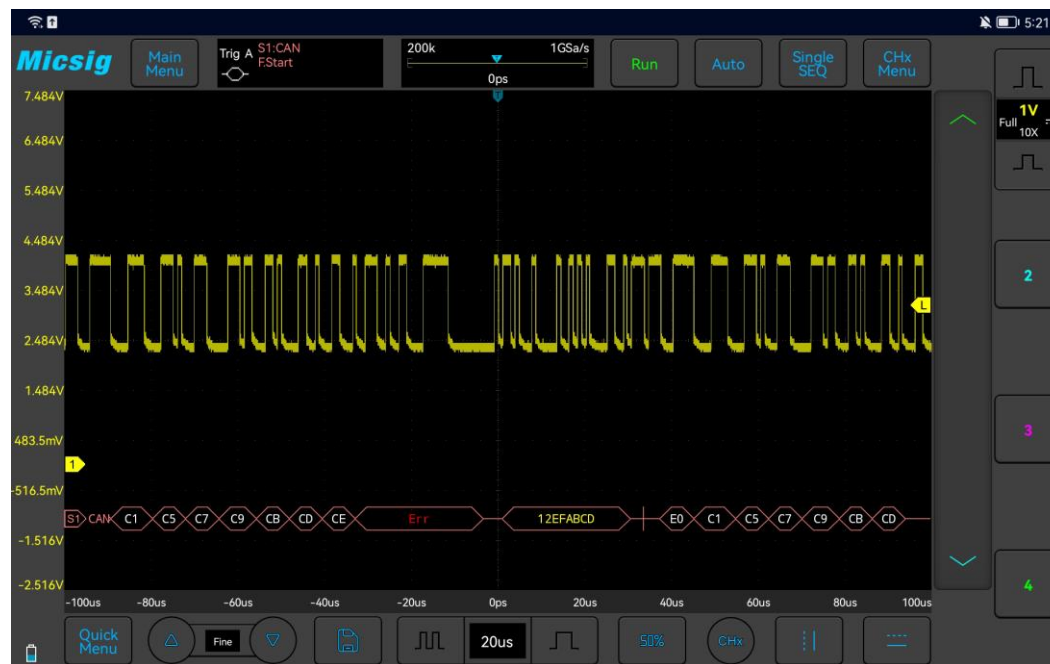 5:21
Micsig
Main Menu
Trig A S1:CAN
F.Start
200k 1GSa/s
0ps
Run
Auto
Single SEQ
CHx Menu
T
7.484V
6.484V
5.484V
4.484V
3.484V
2.484V
1.484V
483.5mV
-516.5mV
-1.516V
-2.516V
1V
Full
10X
2
3
4
L
1
S1 CAN C1 C5 C7 C9 CB CD CE Err 12EFABCD E0 C1 C5 C7 C9 CB CD
-100us -80us -60us -40us -20us 0ps 20us 40us 60us 80us 100us
Quick Menu
Fine
20us
50%
CHx